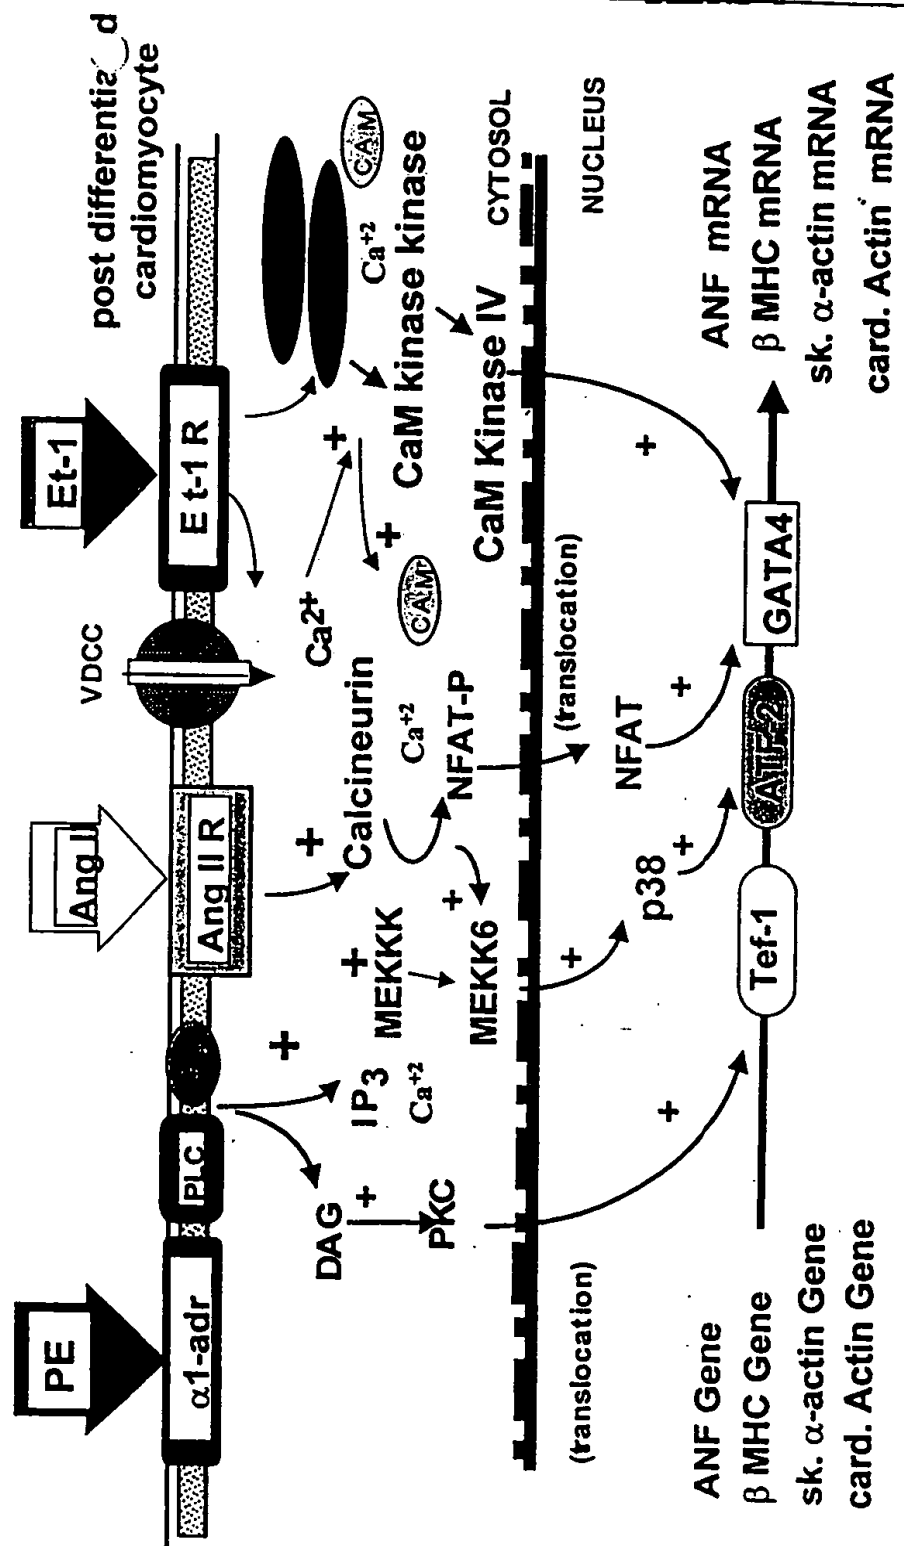 post differentia d
cardiomyocyte
PE
Ang II
Et-1
VDCC
α1-adr
PLC
Ang II R
Et-1 R
DAG
IP3
Ca+2
PKC
MEKKK
MEKK6
Calcineurin
Ca+2
NFAT-P
Ca2+
CAM
Ca+2
CAM
CaM kinase kinase
CaM Kinase IV
CYTOSOL
NUCLEUS
(translocation)
(translocation)
p38
NFAT
Tef-1
ATF-2
GATA4
+
+
+
+
+
+
+
+
+
+
+
+
ANF Gene
β MHC Gene
sk. α-actin Gene
card. Actin Gene
ANF mRNA
β MHC mRNA
sk. α-actin mRNA
card. Actin mRNA